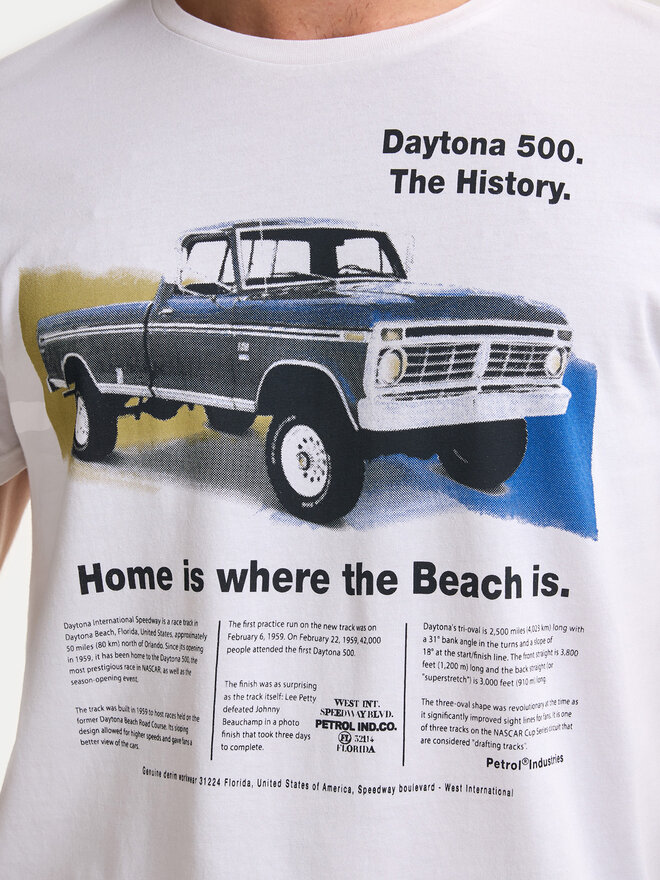 Daytona 500.
The History.
Home is where the Beach is.
Daytona International Speedway is a race track in
Daytona Beach, Florida, United States, approximately
50 miles (80 km) north of Orlando. Since its opening
in 1959, it has been home to the Daytona 500, the
most prestigious race in NASCAR, as well as the
season-opening event.
The track was built in 1959 to host races held on the
former Daytona Beach Road Course. Its sloping
design allowed for higher speeds and gave fans a
better view of the cars.
The first practice run on the new track was on
February 6, 1959. On February 22, 1959, 42,000
people attended the first Daytona 500.
The finish was as surprising
as the track itself: Lee Petty
defeated Johnny
Beauchamp in a photo
finish that took three days
to complete.
WEST INT.
SPEEDWAY BLVD.
PETROL IND.CO.
FL 32114
FLORIDA
Daytona's tri-oval is 2,500 miles (4,023 km) long with
a 31° bank angle in the turns and a slope of
18° at the start/finish line. The front straight is 3,800
feet (1,200 m) long and the back straight (or
"superstretch") is 3,000 feet (910 m) long
The three-oval shape was revolutionary at the time as
it significantly improved sight lines for fans. It is one
of three tracks on the NASCAR Cup Series circuit that
are considered "drafting tracks".
Petrol®Industries
Genuine denim workwear 31224 Florida, United States of America, Speedway boulevard - West International